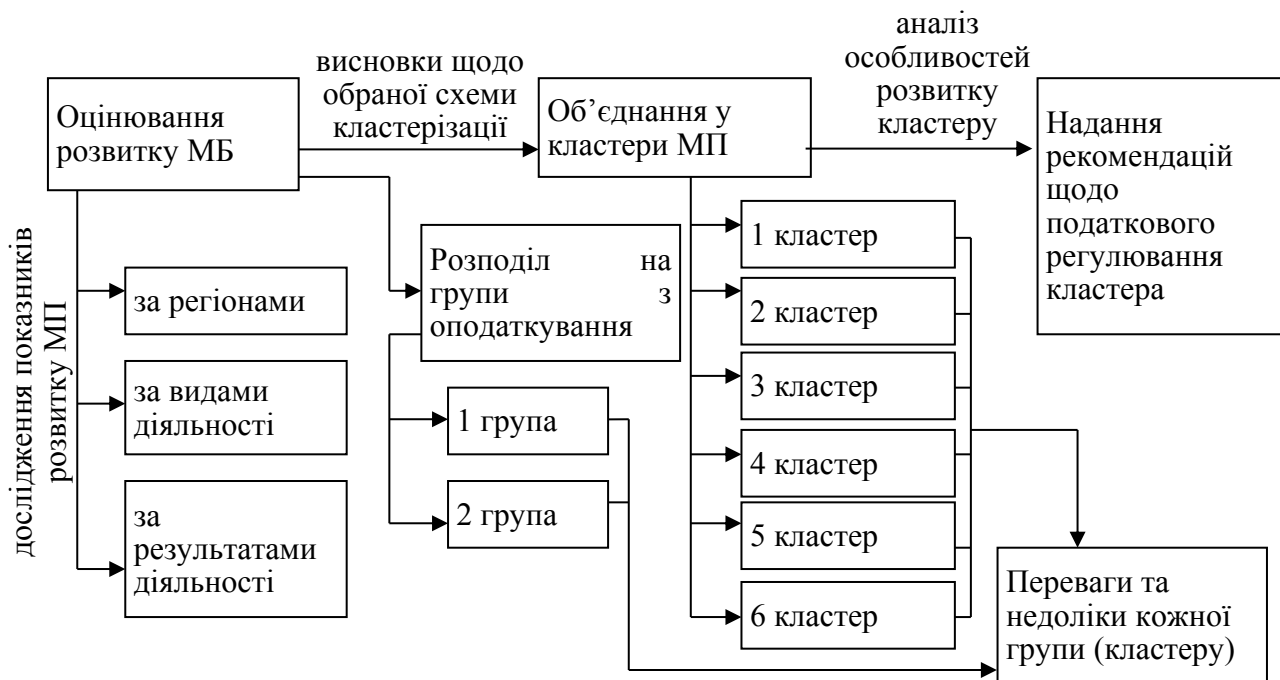 Оцінювання
розвитку МБ
висновки щодо
обраної схеми
кластерізації
Об’єднання у
кластери МП
аналіз
особливостей
розвитку
кластеру
Надання
рекомендацій
щодо
податкового
регулювання
кластера
дослідження показників
розвитку МП
за регіонами
за видами
діяльності
за
результатами
діяльності
Розподіл на
групи з
оподаткування
1 група
2 група
1 кластер
2 кластер
3 кластер
4 кластер
5 кластер
6 кластер
Переваги та
недоліки кожної
групи (кластеру)